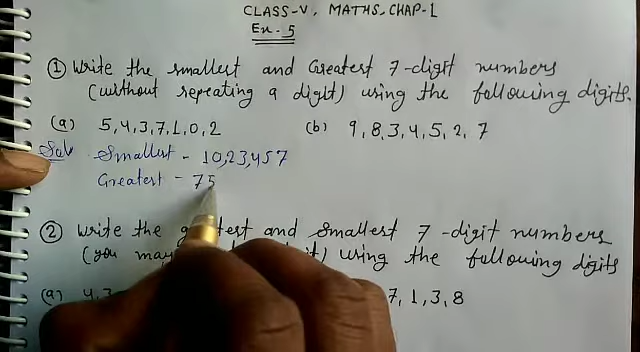 CLASS-V, MATHS, CHAP-1
Ex-5
① Write the smallest and Greatest 7-digit numbers
(without repeating a digit) using the following digits.
(a) 5,4,3,7,1,0,2 (b) 9,8,3,4,5,2,7
Sol. Smallest - 10,23,457
Greatest - 75
② Write the and smallest 7-digit numbers
(you may using the following digits
(a) 4,3 7,1,3,8